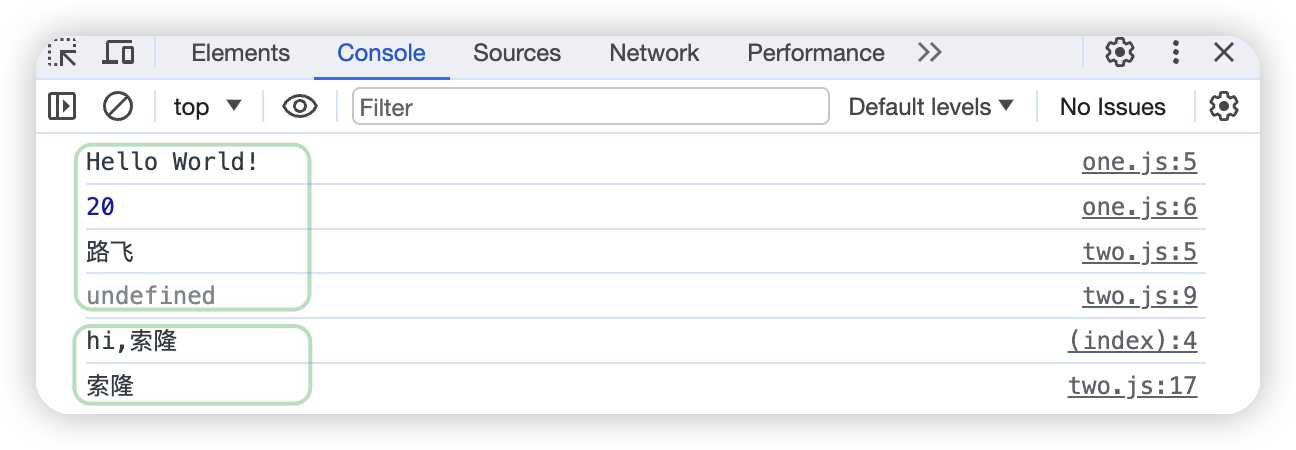 Elements Console Sources Network Performance
top Filter Default levels No Issues
Hello World! one.js:5
20 one.js:6
路飞 two.js:5
undefined two.js:9
hi,索隆 (index):4
索隆 two.js:17